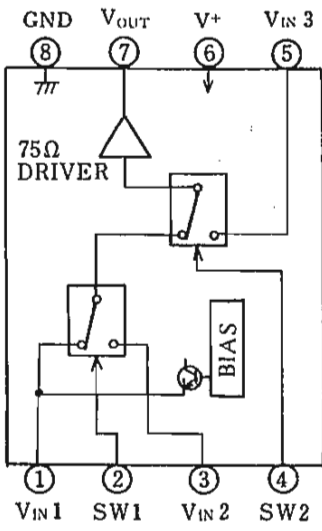 GND VOUT V+ VIN 3
8 7 6 5
75Ω
DRIVER
BIAS
1 2 3 4
VIN 1 SW1 VIN 2 SW2